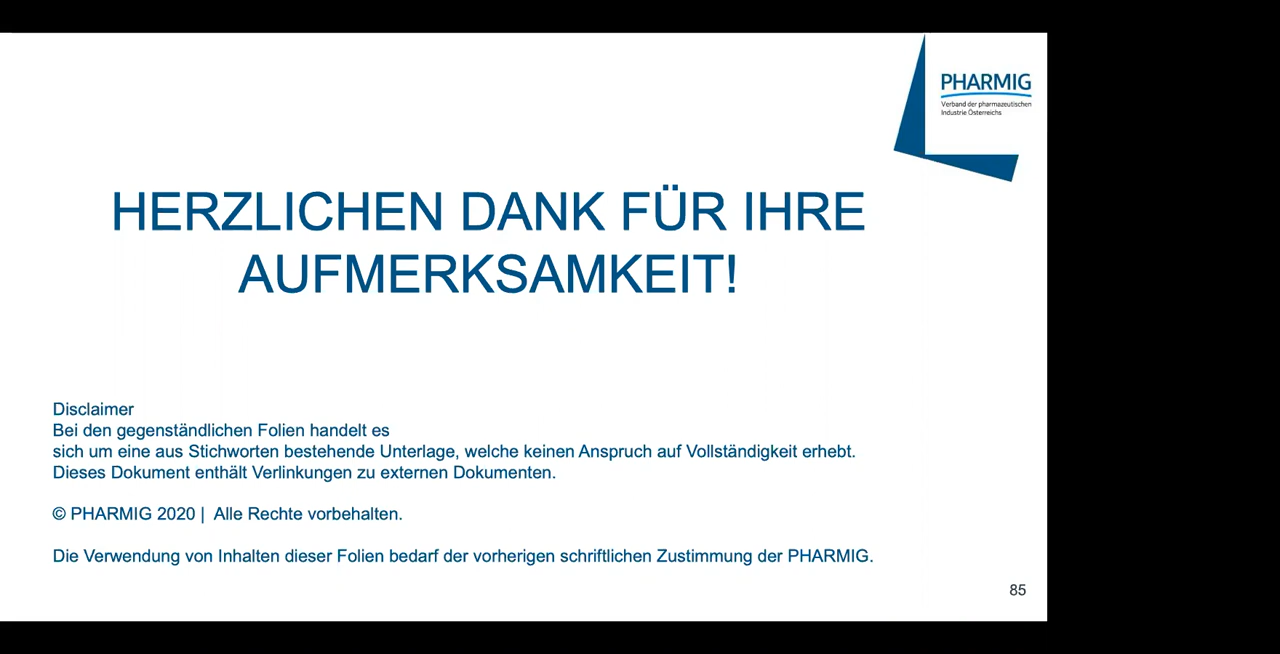 PHARMIG
Verband der pharmazeutischen
Industrie Österreichs
HERZLICHEN DANK FÜR IHRE
AUFMERKSAMKEIT!
Disclaimer
Bei den gegenständlichen Folien handelt es
sich um eine aus Stichworten bestehende Unterlage, welche keinen Anspruch auf Vollständigkeit erhebt.
Dieses Dokument enthält Verlinkungen zu externen Dokumenten.
© PHARMIG 2020 | Alle Rechte vorbehalten.
Die Verwendung von Inhalten dieser Folien bedarf der vorherigen schriftlichen Zustimmung der PHARMIG.
85